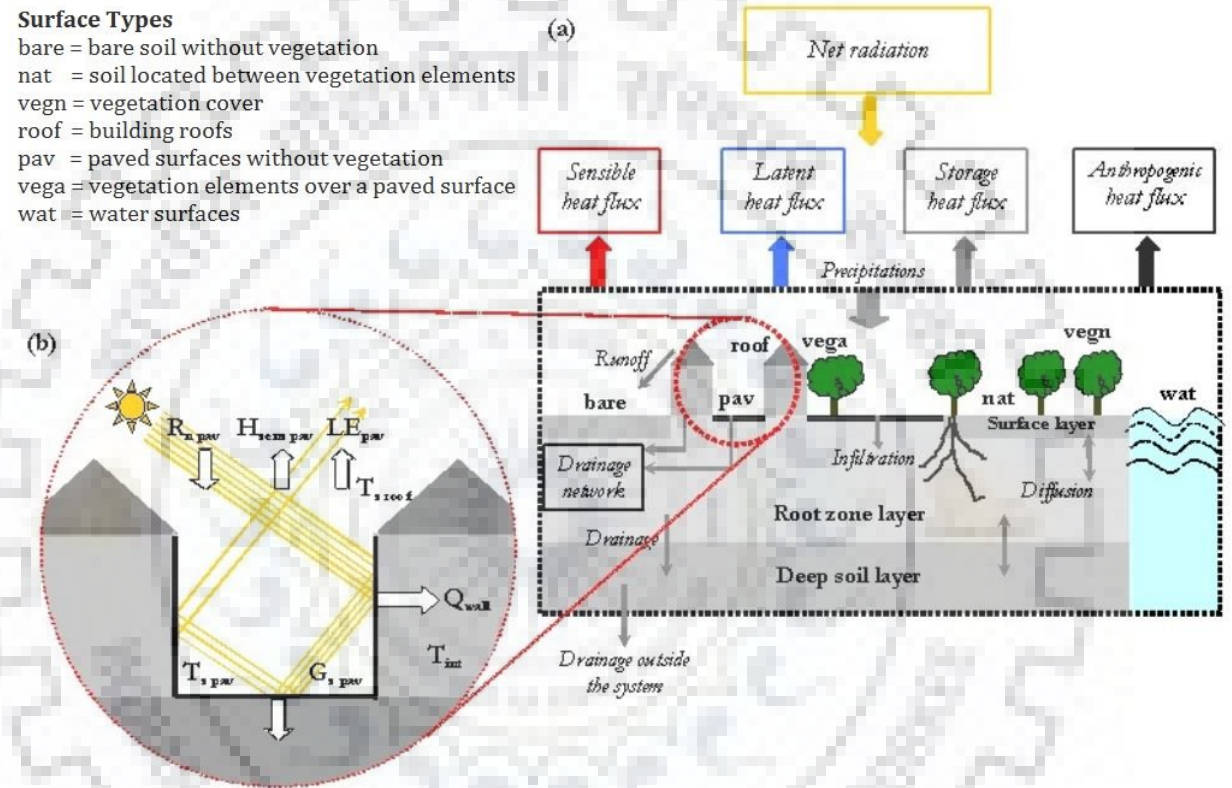 Surface Types
bare = bare soil without vegetation
nat = soil located between vegetation elements
vegn = vegetation cover
roof = building roofs
pav = paved surfaces without vegetation
vega = vegetation elements over a paved surface
wat = water surfaces
(a)
Net radiation
Sensible
heat flux
Latent
heat flux
Storage
heat flux
Anthropogenic
heat flux
Precipitations
Runoff
roof
vega
vegn
bare
pav
nat
wat
Surface layer
Drainage
network
Infiltration
Diffusion
Root zone layer
Drainage
Deep soil layer
Drainage outside
the system
(b)
Rn pav
Hsens pav
LEpav
Ts roof
Qwall
Tint
Ts pav
Gs pav